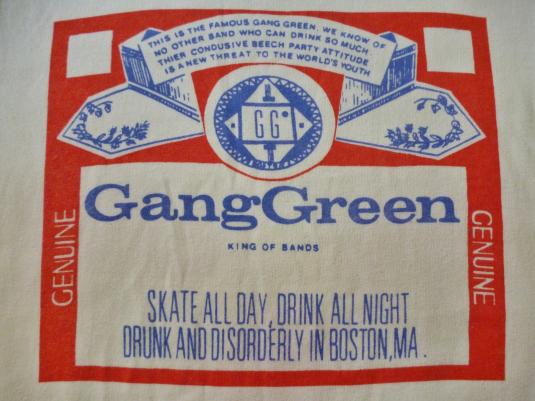 THIS IS THE FAMOUS GANG GREEN. WE KNOW OF
NO OTHER BAND WHO CAN DRINK SO MUCH
THIER CONDUSIVE BEECH PARTY ATTITUDE
IS A NEW THREAT TO THE WORLD'S YOUTH
GG
GangGreen
KING OF BANDS
GENUINE
GENUINE
SKATE ALL DAY, DRINK ALL NIGHT
DRUNK AND DISORDERLY IN BOSTON, MA.